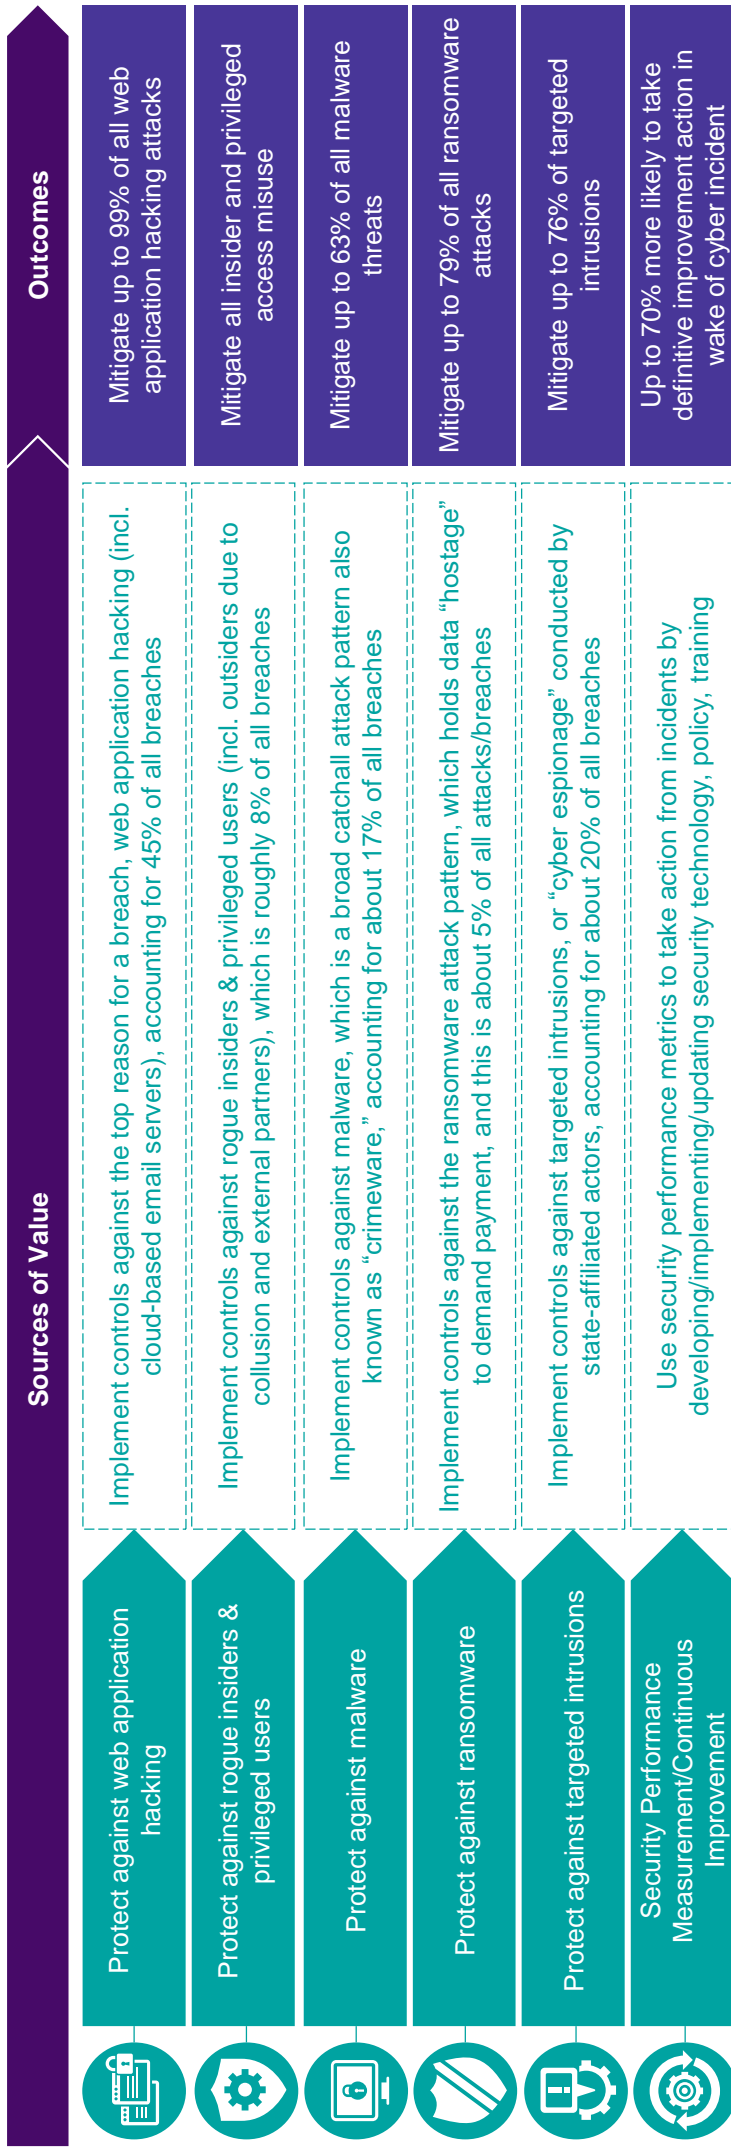 Sources of Value
Outcomes
Protect against web application
hacking
Implement controls against the top reason for a breach, web application hacking (incl.
cloud-based email servers), accounting for 45% of all breaches
Mitigate up to 99% of all web
application hacking attacks
Protect against rogue insiders &
privileged users
Implement controls against rogue insiders & privileged users (incl. outsiders due to
collusion and external partners), which is roughly 8% of all breaches
Mitigate all insider and privileged
access misuse
Protect against malware
Implement controls against malware, which is a broad catchall attack pattern also
known as “crimeware,” accounting for about 17% of all breaches
Mitigate up to 63% of all malware
threats
Protect against ransomware
Implement controls against the ransomware attack pattern, which holds data “hostage”
to demand payment, and this is about 5% of all attacks/breaches
Mitigate up to 79% of all ransomware
attacks
Protect against targeted intrusions
Implement controls against targeted intrusions, or “cyber espionage” conducted by
state-affiliated actors, accounting for about 20% of all breaches
Mitigate up to 76% of targeted
intrusions
Security Performance
Measurement/Continuous
Improvement
Use security performance metrics to take action from incidents by
developing/implementing/updating security technology, policy, training
Up to 70% more likely to take
definitive improvement action in
wake of cyber incident